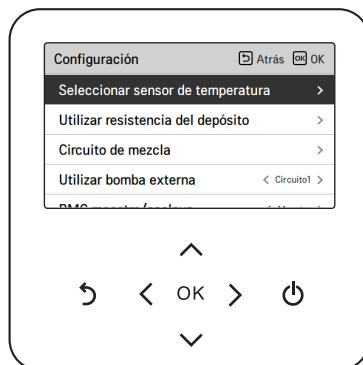 Configuración Atrás OK OK
Seleccionar sensor de temperatura
Utilizar resistencia del depósito
Circuito de mezcla
Utilizar bomba externa Circuito1
OK